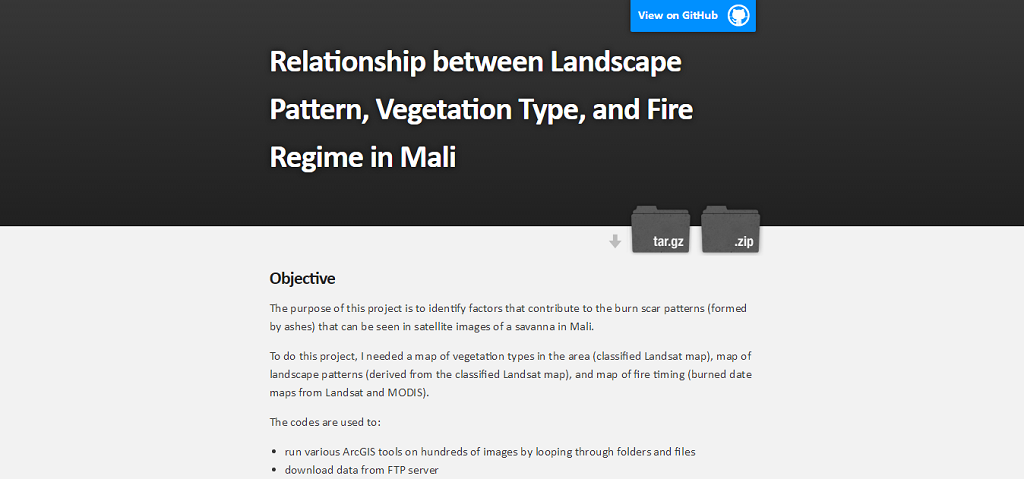 View on GitHub
Relationship between Landscape
Pattern, Vegetation Type, and Fire
Regime in Mali
tar.gz
.zip
Objective
The purpose of this project is to identify factors that contribute to the burn scar patterns (formed
by ashes) that can be seen in satellite images of a savanna in Mali.
To do this project, I needed a map of vegetation types in the area (classified Landsat map), map of
landscape patterns (derived from the classified Landsat map), and map of fire timing (burned date
maps from Landsat and MODIS).
The codes are used to:
• run various ArcGIS tools on hundreds of images by looping through folders and files
• download data from FTP server